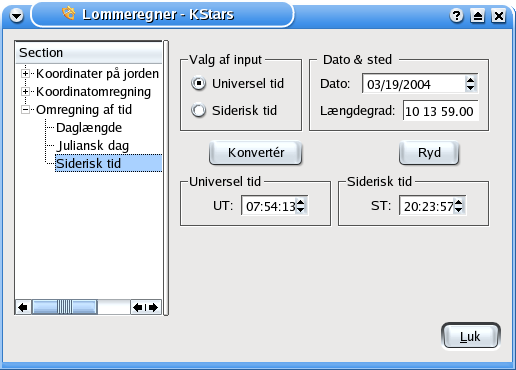 Lommeregner - KStars
Section
Koordinater på jorden
Koordinatomregning
Omregning af tid
Daglængde
Juliansk dag
Siderisk tid
Valg af input
Universel tid
Siderisk tid
Dato & sted
Dato: 03/19/2004
Længdegrad: 10 13 59.00
Konvertér
Ryd
Universel tid
UT: 07:54:13
Siderisk tid
ST: 20:23:57
Luk